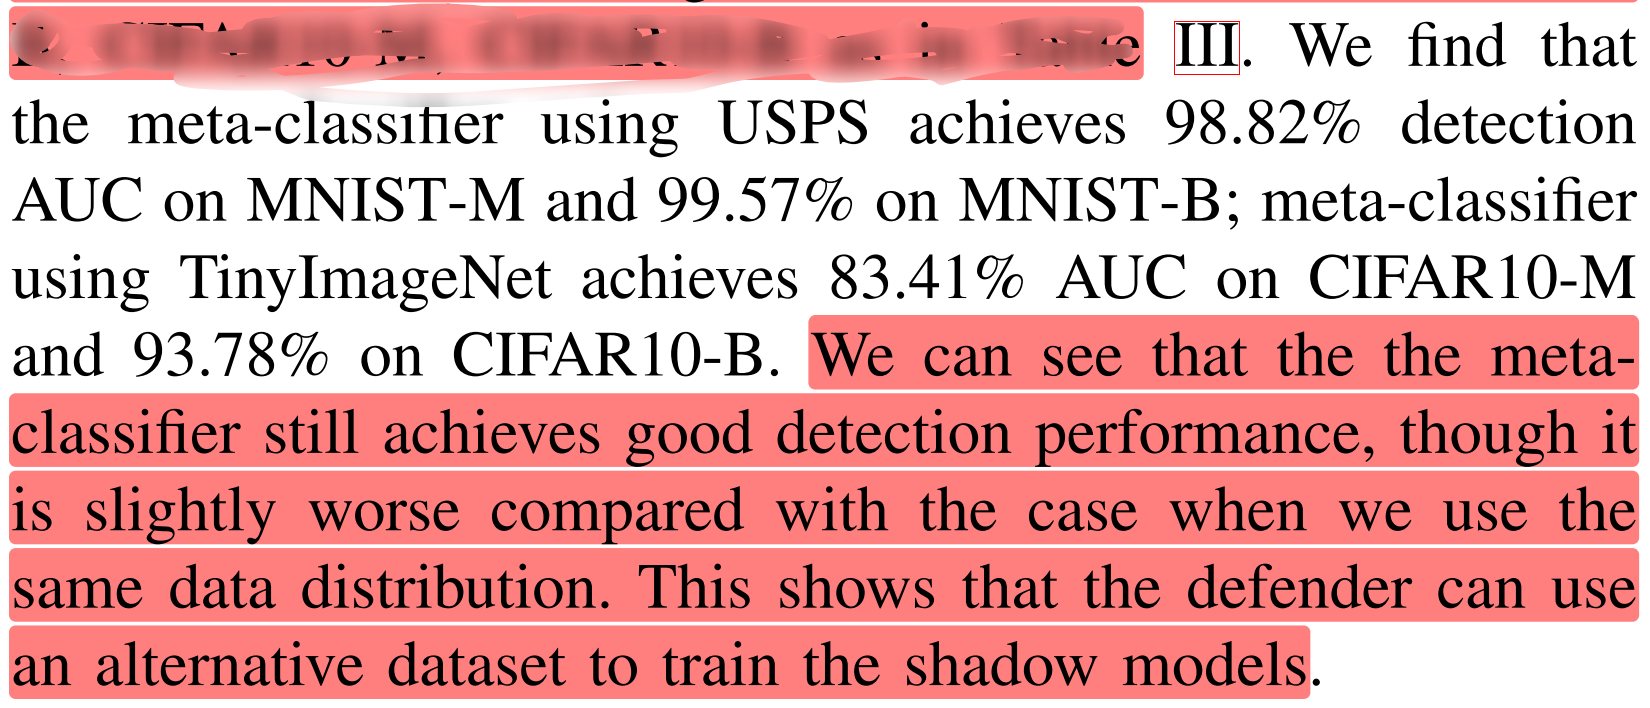 III. We find that
the meta-classifier using USPS achieves 98.82% detection
AUC on MNIST-M and 99.57% on MNIST-B; meta-classifier
using TinyImageNet achieves 83.41% AUC on CIFAR10-M
and 93.78% on CIFAR10-B. We can see that the the meta-
classifier still achieves good detection performance, though it
is slightly worse compared with the case when we use the
same data distribution. This shows that the defender can use
an alternative dataset to train the shadow models.